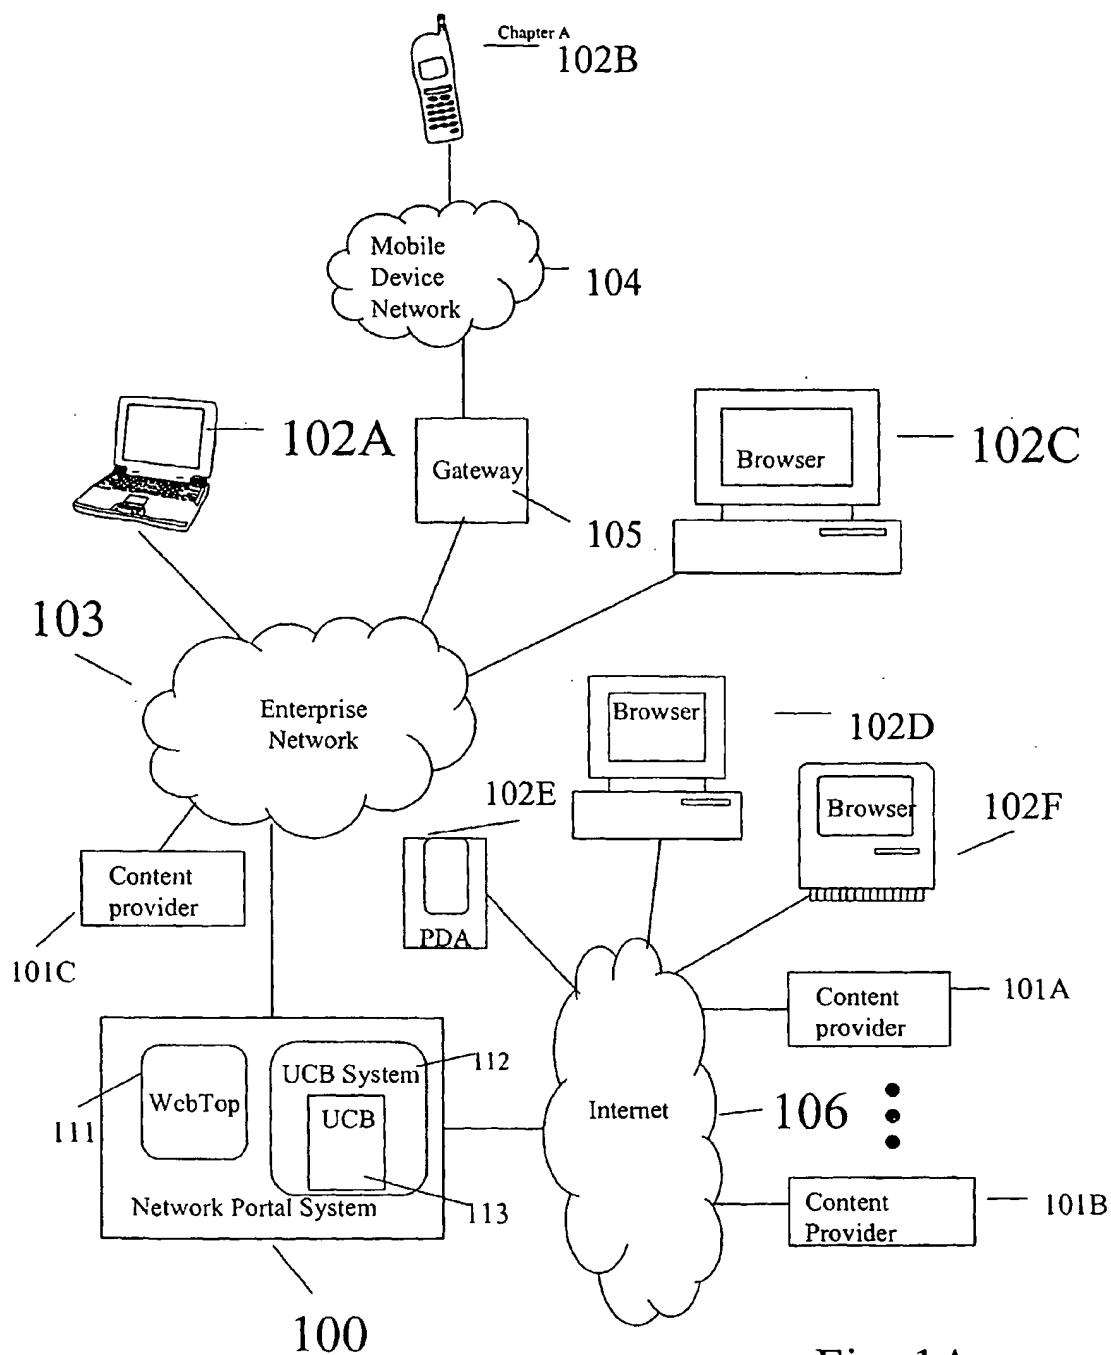 Chapter A
102B
Mobile
Device
Network
104
102A
Gateway
105
Browser
102C
103
Enterprise
Network
Browser
102D
102E
PDA
Browser
102F
Content
provider
101C
Content
provider
101A
WebTop
111
UCB System
112
UCB
113
Network Portal System
100
Internet
106
Content
Provider
101B